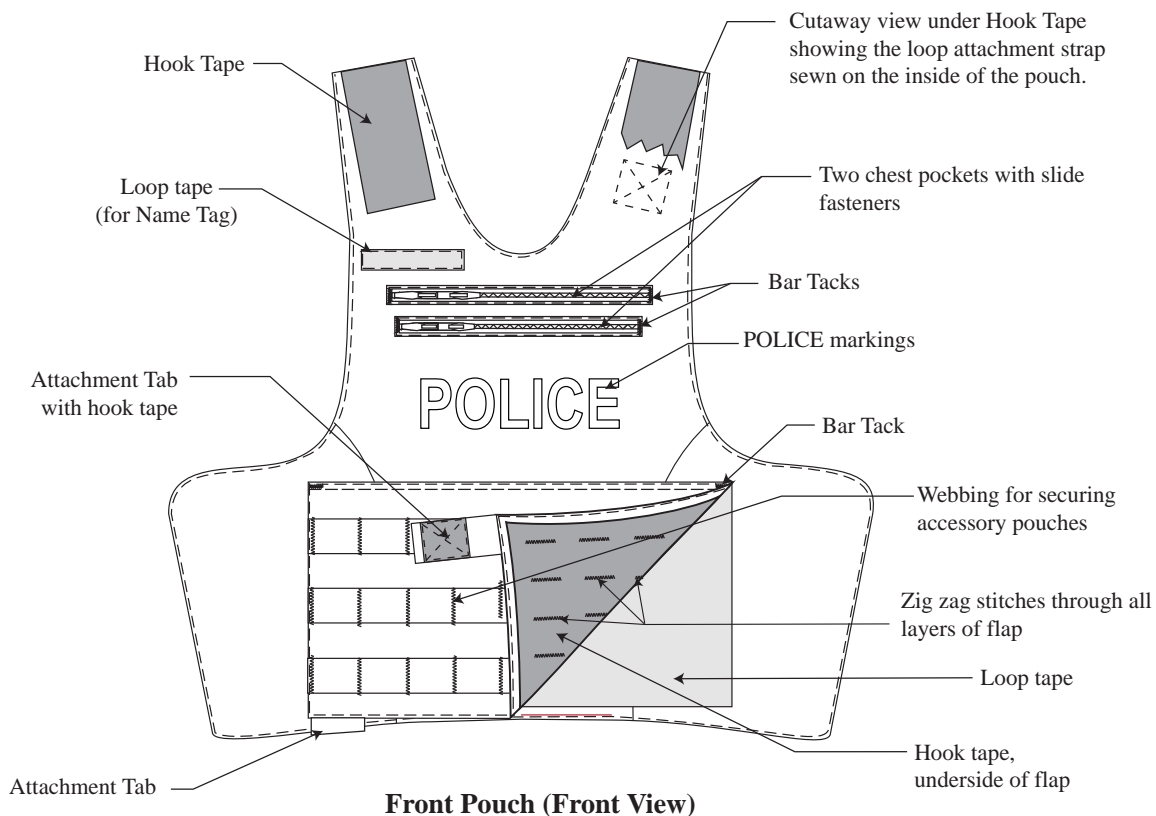 Cutaway view under Hook Tape
showing the loop attachment strap
sewn on the inside of the pouch.
Hook Tape
Loop tape
(for Name Tag)
Two chest pockets with slide
fasteners
Bar Tacks
POLICE markings
Attachment Tab
with hook tape
POLICE
Bar Tack
Webbing for securing
accessory pouches
Zig zag stitches through all
layers of flap
Loop tape
Hook tape,
underside of flap
Attachment Tab
Front Pouch (Front View)